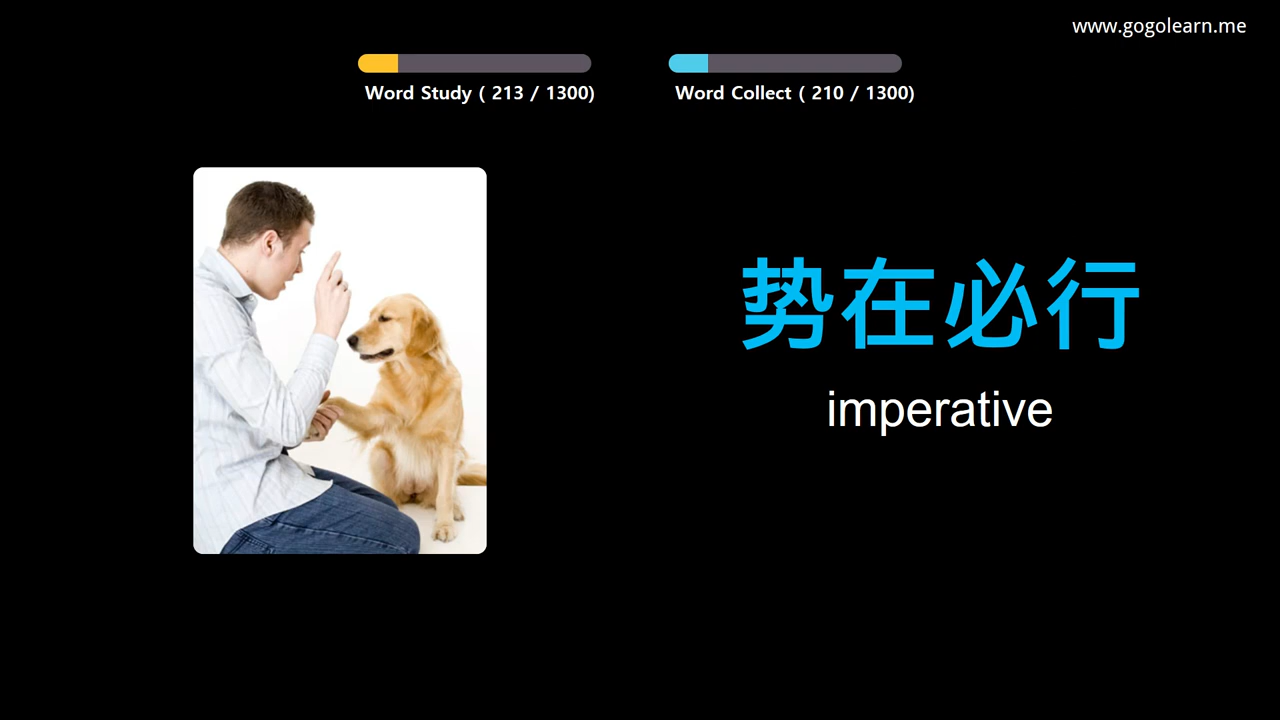 www.gogolearn.me
Word Study ( 213 / 1300)
Word Collect ( 210 / 1300)
势在必行
imperative